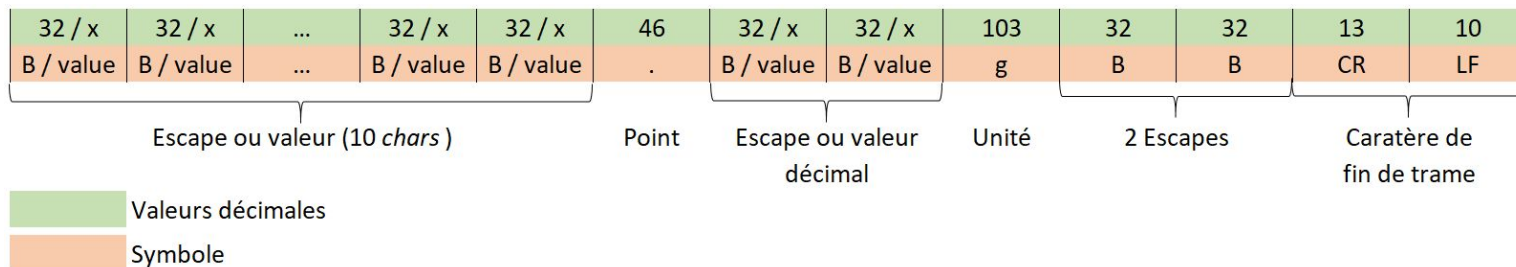 32 / x 32 / x ... 32 / x 32 / x 46 32 / x 32 / x 103 32 32 13 10
B / value B / value ... B / value B / value . B / value B / value g B B CR LF
Escape ou valeur (10 chars ) Point Escape ou valeur Unité 2 Escapes Caratère de
décimal fin de trame
Valeurs décimales
Symbole